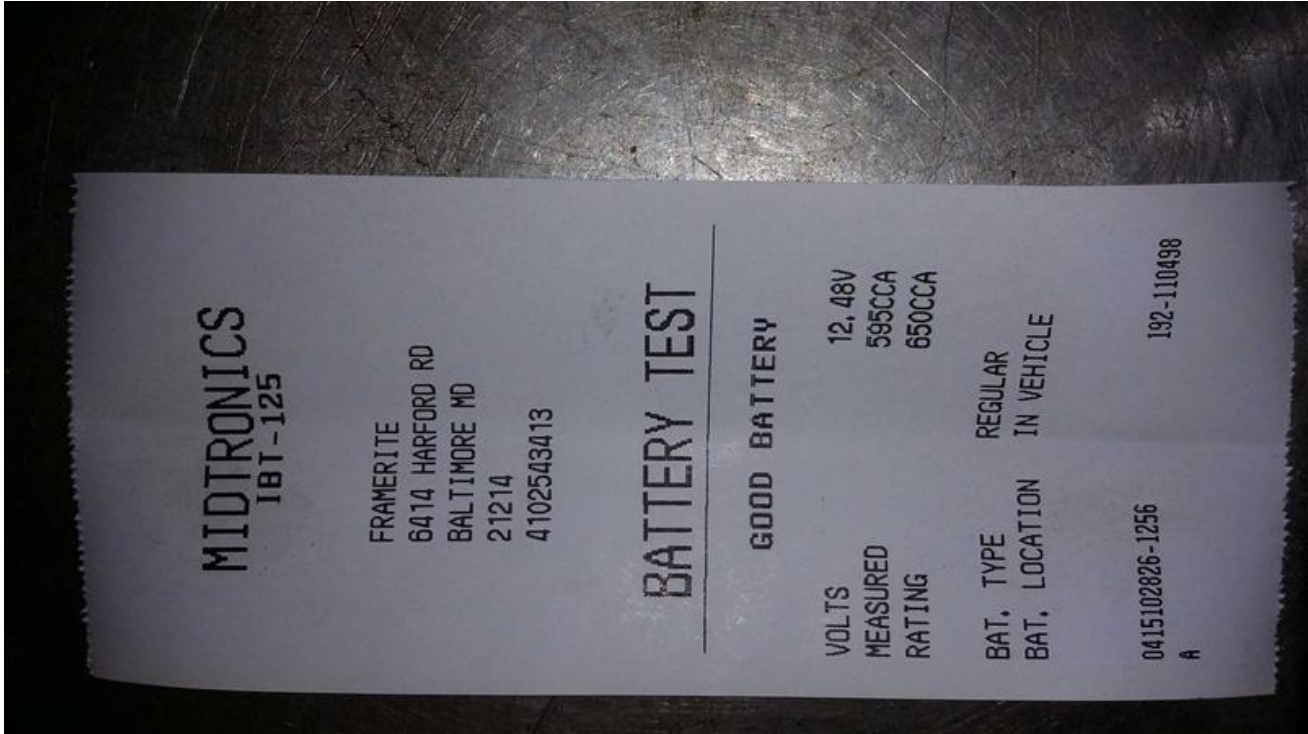 MIDTRONICS
IBT-125
FRAMERITE
6414 HARFORD RD
BALTIMORE MD
21214
4102543413
BATTERY TEST
GOOD BATTERY
VOLTS 12.48V
MEASURED 595CCA
RATING 650CCA
BAT. TYPE REGULAR
BAT. LOCATION IN VEHICLE
0415102826-1256 192-110498
A